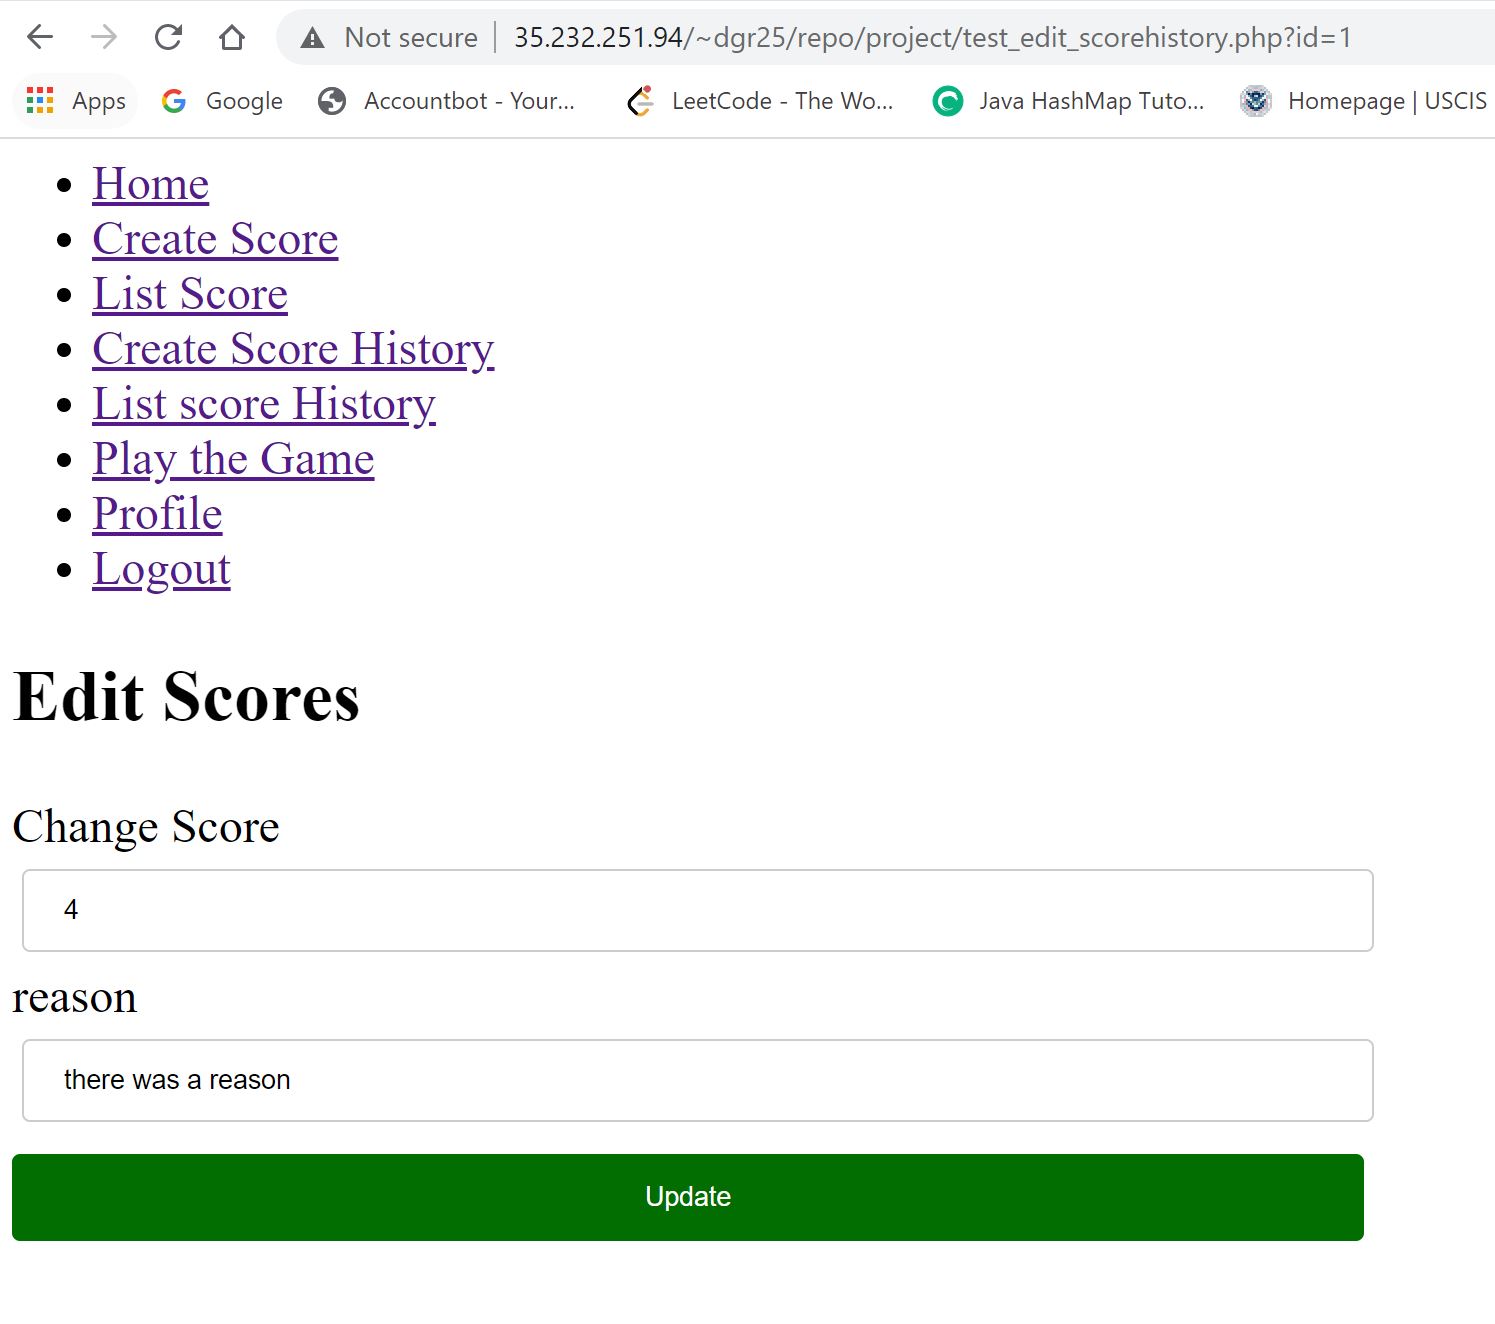 Not secure | 35.232.251.94/~dgr25/repo/project/test_edit_scorehistory.php?id=1
Apps Google Accountbot - Your... LeetCode - The Wo... Java HashMap Tuto... Homepage | USCIS
Home
Create Score
List Score
Create Score History
List score History
Play the Game
Profile
Logout
Edit Scores
Change Score
4
reason
there was a reason
Update